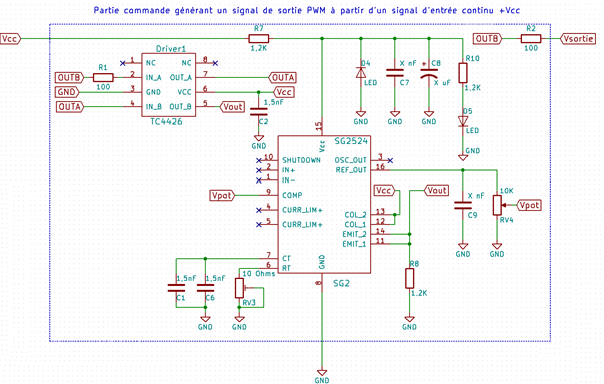 Partie commande générant un signal de sortie PWM à partir d'un signal d'entrée continu +Vcc
Vcc
R7
1,2K
OUTB
R2
100
Vsortie
Driver1
1
NC
NC
8
OUTB
R1
100
2
IN_A
OUT_A
7
OUTA
GND
3
GND
VCC
6
Vcc
OUTA
4
IN_B
OUT_B
5
Vout
TC4426
1,5nF
C2
GND
D4
LED
GND
X nF
C7
GND
C8
X uF
GND
R10
1,2K
D5
LED
GND
15
Vcc
SG2524
10
SHUTDOWN
OSC_OUT
3
2
IN+
REF_OUT
16
1
IN-
Vpot
9
COMP
4
CURR_LIM+
5
CURR_LIM+
COL_2
13
COL_1
12
EMIT_2
14
EMIT_1
11
7
CT
6
RT
GND
8
SG2
Vcc
Vout
X nF
C9
GND
10K
RV4
Vpot
GND
R8
1.2K
GND
1,5nF
C1
1,5nF
C6
GND
10 Ohms
RV3
GND
GND